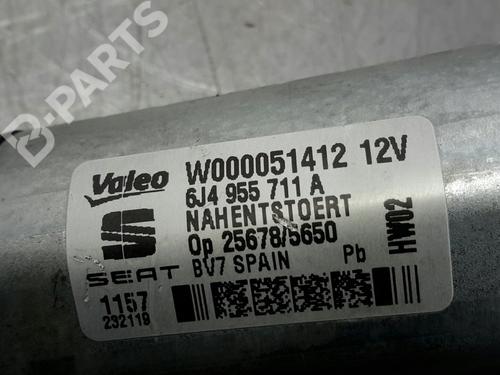 B-PARTS
Valeo W000051412 12V
6J4 955 711 A
NAHENTSTOERT
Op 25678/5650
SEAT BV7 SPAIN Pb HW02
1157
232119